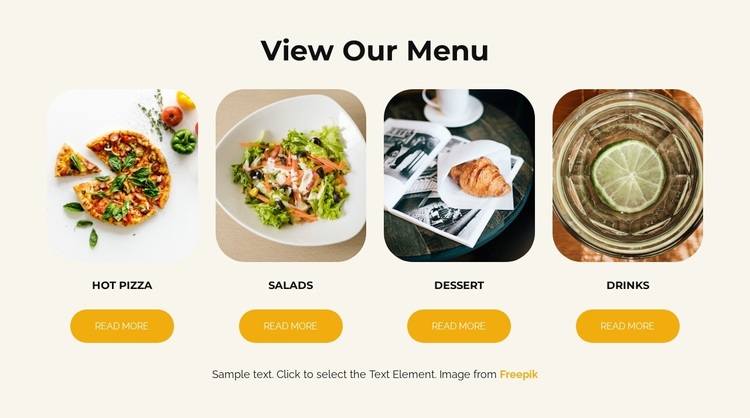 View Our Menu
HOT PIZZA
SALADS
DESSERT
DRINKS
READ MORE
READ MORE
READ MORE
READ MORE
Sample text. Click to select the Text Element. Image from Freepik